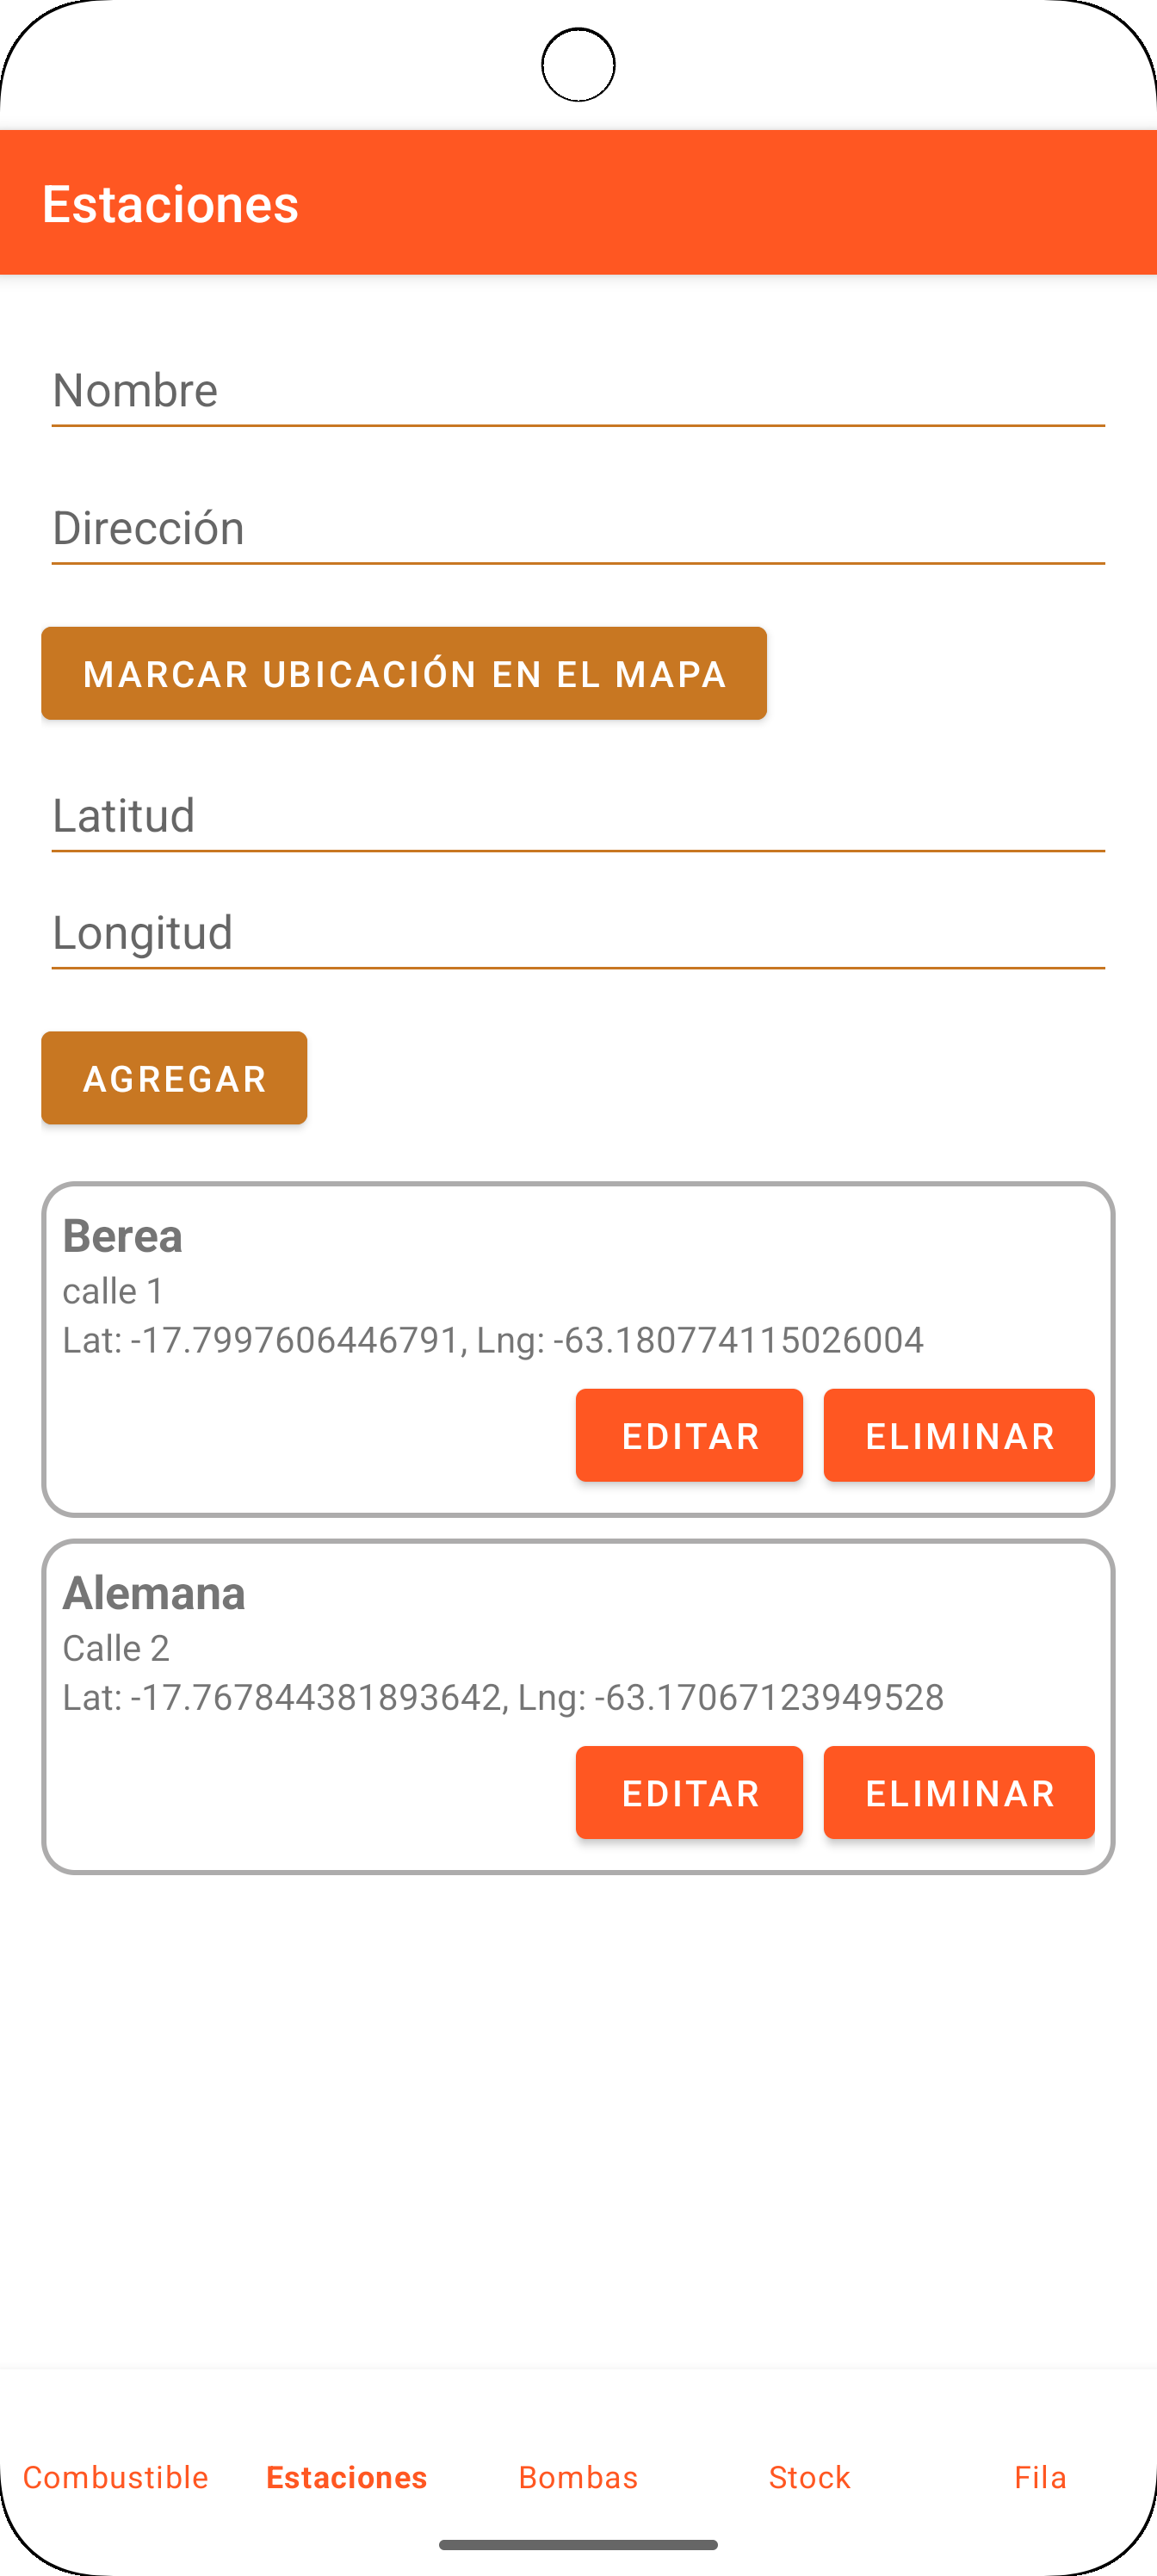 Estaciones
Nombre
Dirección
MARCAR UBICACIÓN EN EL MAPA
Latitud
Longitud
AGREGAR
Berea
calle 1
Lat: -17.7997606446791, Lng: -63.180774115026004
EDITAR ELIMINAR
Alemana
Calle 2
Lat: -17.767844381893642, Lng: -63.17067123949528
EDITAR ELIMINAR
Combustible Estaciones Bombas Stock Fila